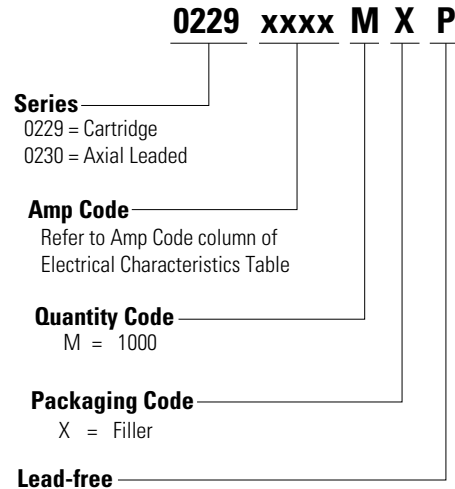 0229 xxxx M X P
Series
0229 = Cartridge
0230 = Axial Leaded
Amp Code
Refer to Amp Code column of
Electrical Characteristics Table
Quantity Code
M = 1000
Packaging Code
X = Filler
Lead-free